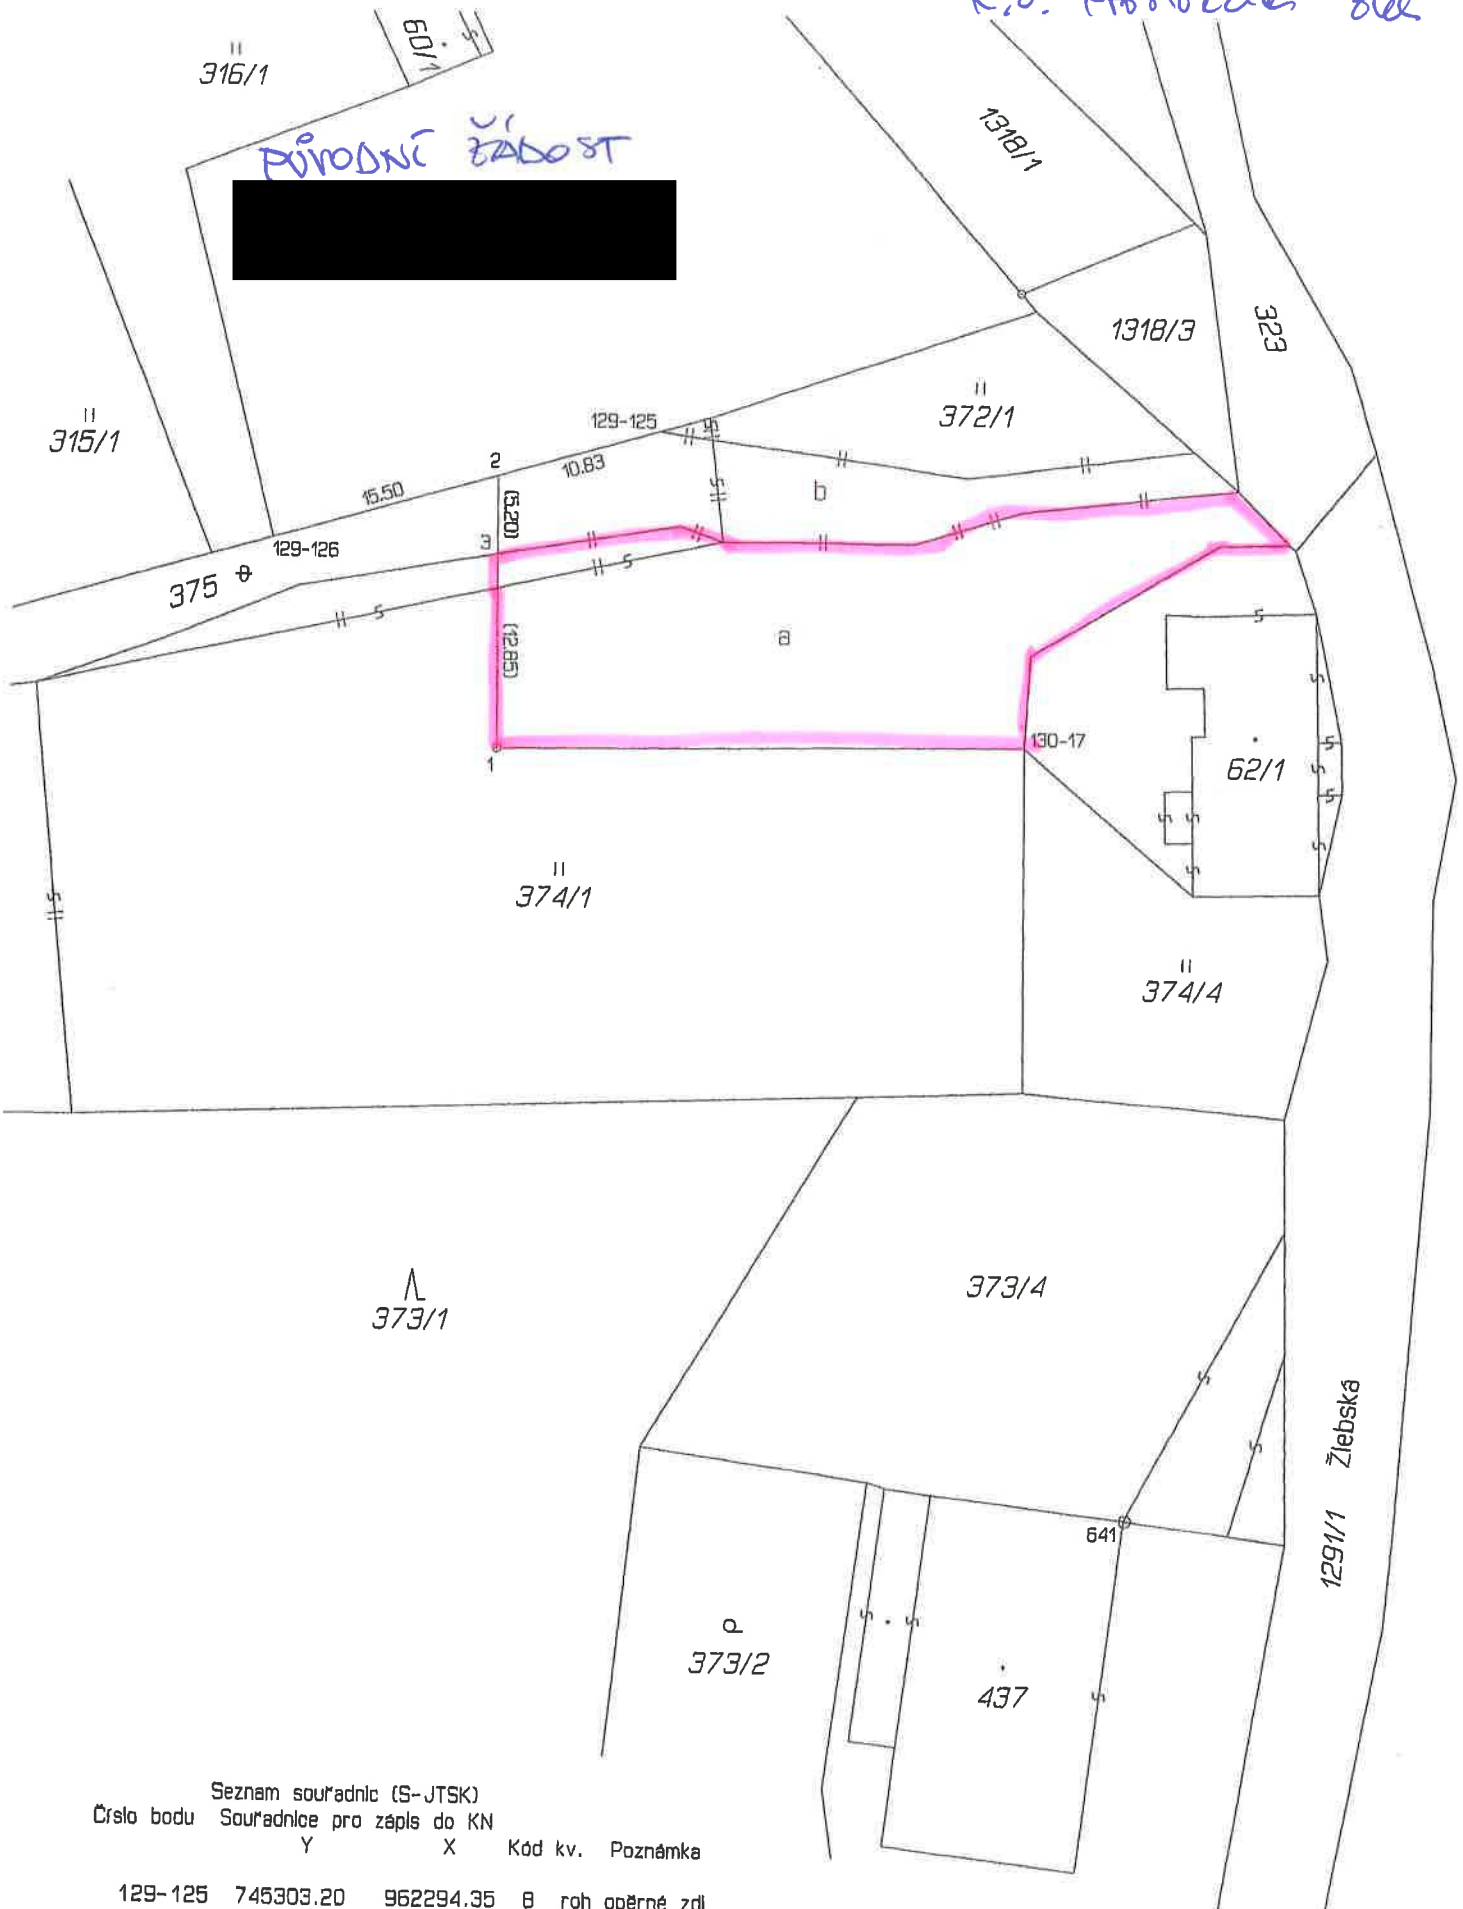 k.ú.
316/1
60/1
PŮVODNÍ ŽÁDOST
1318/1
1318/3
323
315/1
129-125
372/1
2
10.83
15.50
(5.20)
b
3
129-126
375
(12.85)
a
130-17
1
62/1
374/1
374/4
373/4
373/1
1291/1 Žlebská
641
373/2
437
Seznam souřadnic (S-JTSK)
Číslo bodu Souřadnice pro zápis do KN
Y X Kód kv. Poznámka
129-125 745303.20 962294.35 8 roh opěrné zdi